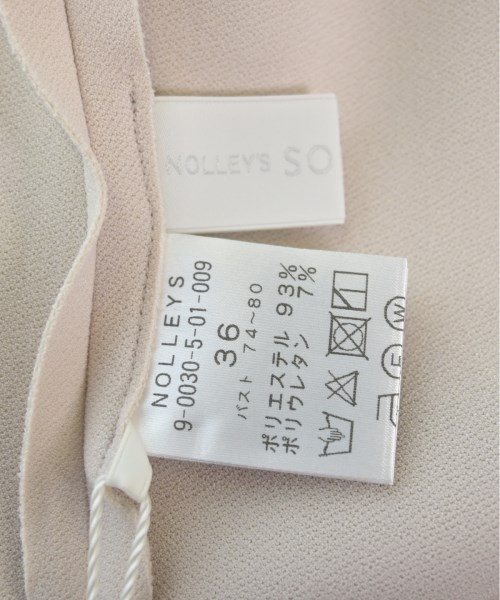 NOLLEY'S SO
NOLLEYS
9-0030-5-01-009
36
バスト 74～80
ポリエステル 93%
ポリウレタン 7%
F W